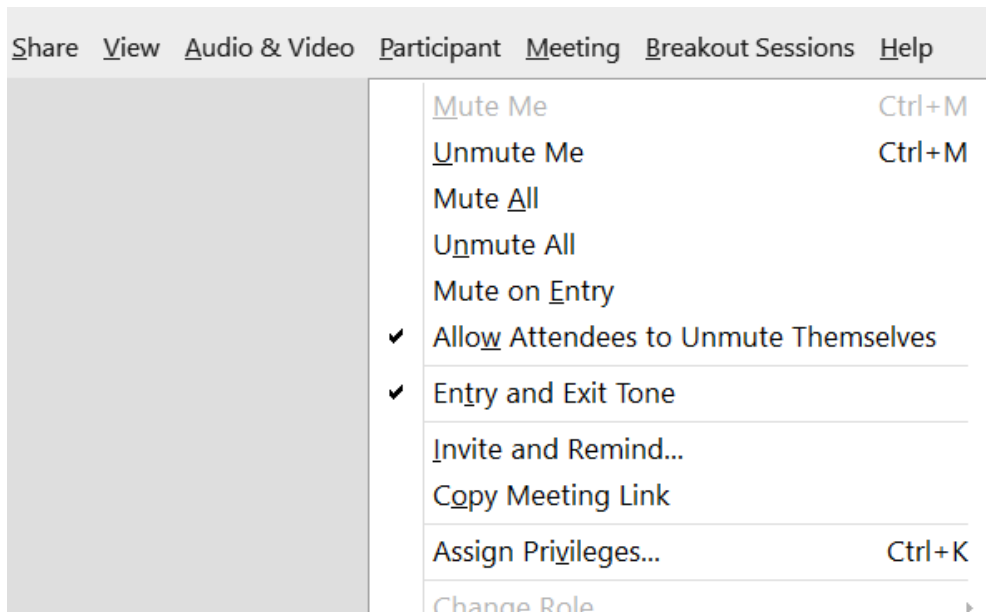 Share View Audio & Video Participant Meeting Breakout Sessions Help
Mute Me Ctrl+M
Unmute Me Ctrl+M
Mute All
Unmute All
Mute on Entry
Allow Attendees to Unmute Themselves
Entry and Exit Tone
Invite and Remind...
Copy Meeting Link
Assign Privileges... Ctrl+K
Change Role